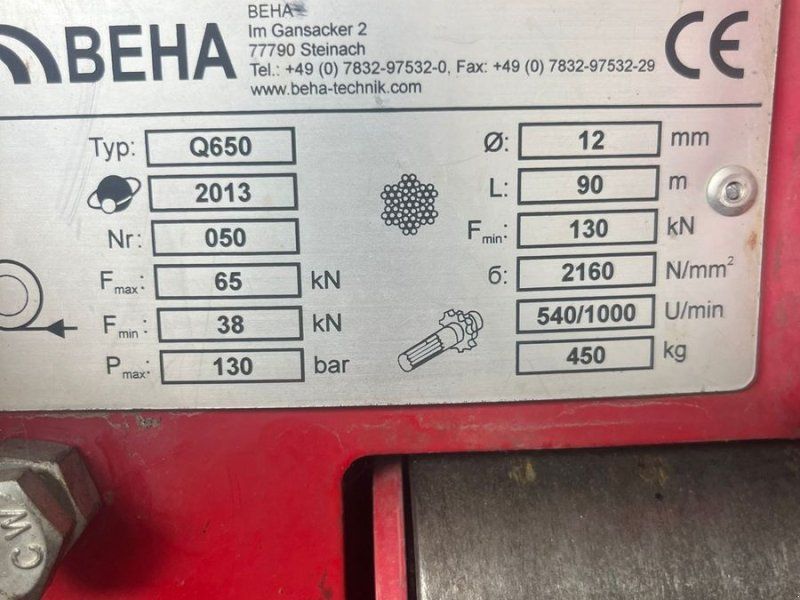 BEHA
BEHA
Im Gansacker 2
77790 Steinach
Tel.: +49 (0) 7832-97532-0, Fax: +49 (0) 7832-97532-29
www.beha-technik.com
CE
Typ: Q650
2013
Nr: 050
Fmax: 65 kN
Fmin: 38 kN
Pmax: 130 bar
Ø: 12 mm
L: 90 m
Fmin: 130 kN
б: 2160 N/mm²
540/1000 U/min
450 kg
CM